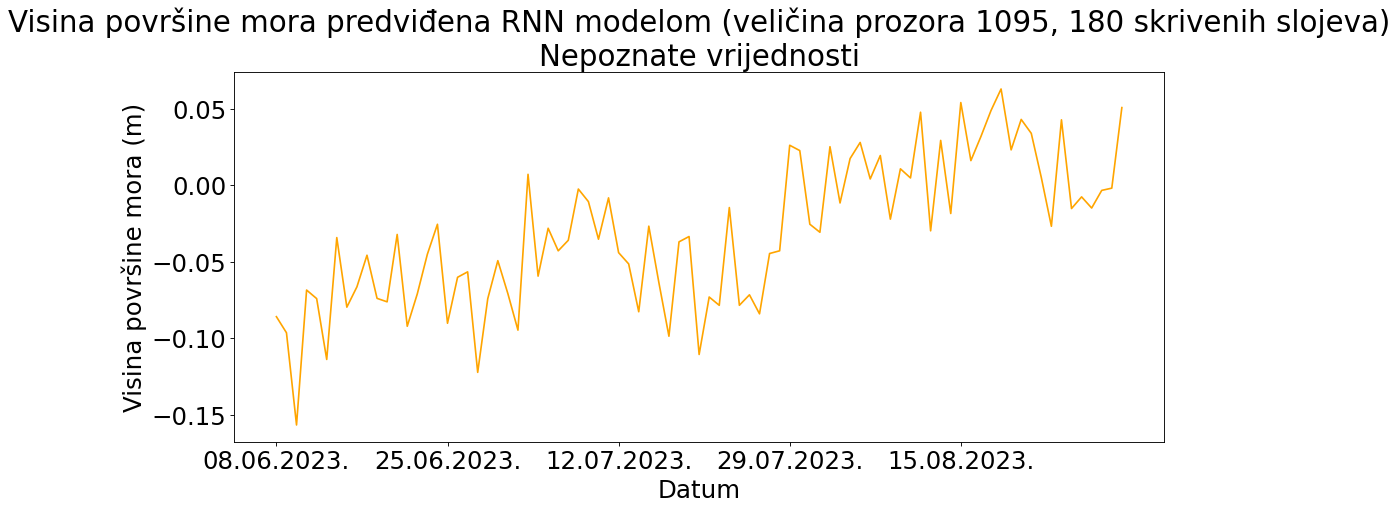 Visina površine mora predviđena RNN modelom (veličina prozora 1095, 180 skrivenih slojeva)
Nepoznate vrijednosti
Visina površine mora (m)
0.05
0.00
−0.05
−0.10
−0.15
08.06.2023. 25.06.2023. 12.07.2023. 29.07.2023. 15.08.2023.
Datum